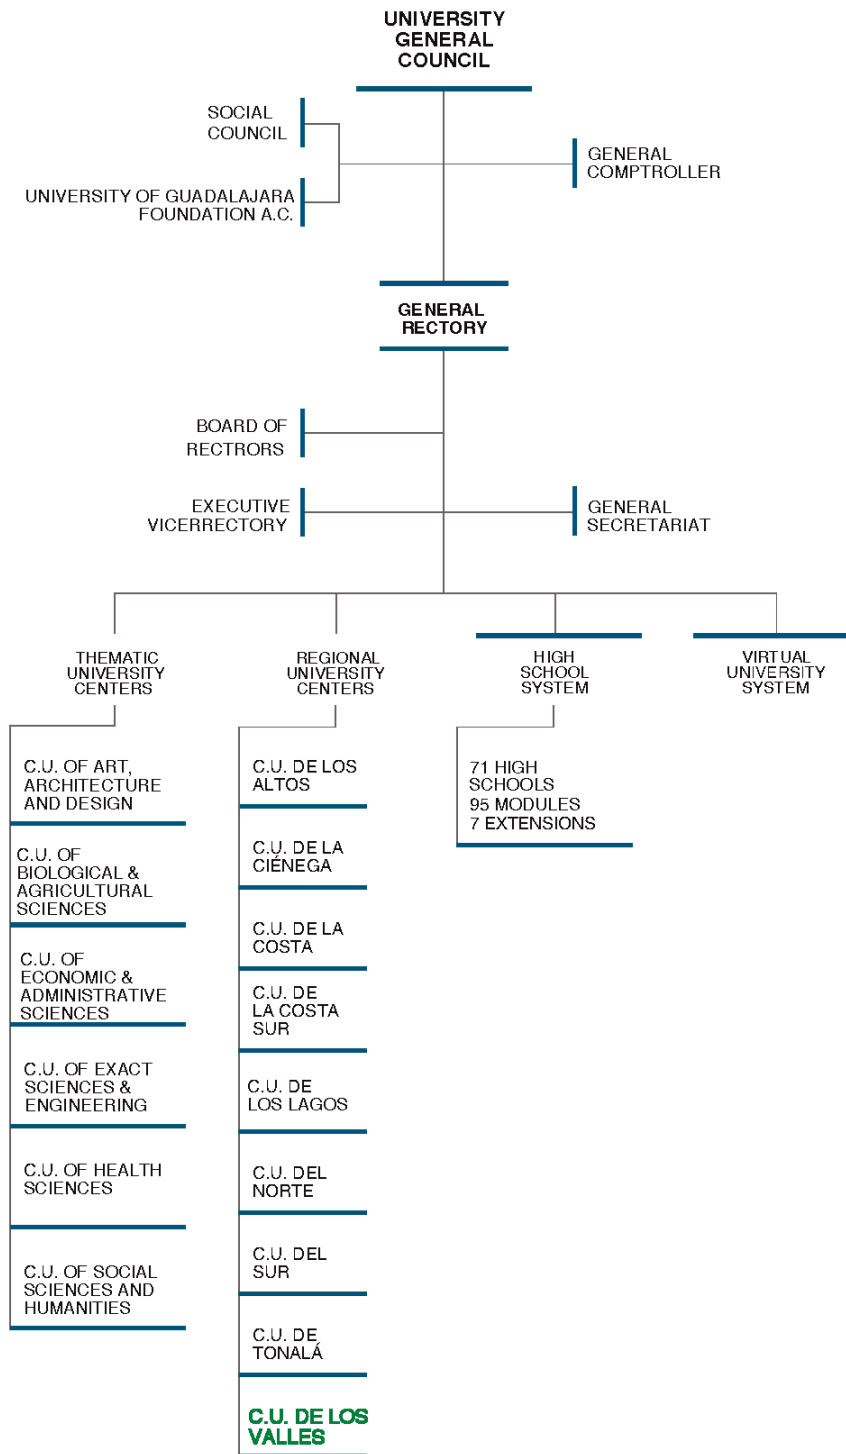 UNIVERSITY
GENERAL
COUNCIL
SOCIAL
COUNCIL
GENERAL
COMPTROLLER
UNIVERSITY OF GUADALAJARA
FOUNDATION A.C.
GENERAL
RECTORY
BOARD OF
RECTRORS
EXECUTIVE
VICERRECTORY
GENERAL
SECRETARIAT
THEMATIC
UNIVERSITY
CENTERS
REGIONAL
UNIVERSITY
CENTERS
HIGH
SCHOOL
SYSTEM
VIRTUAL
UNIVERSITY
SYSTEM
C.U. OF ART,
ARCHITECTURE
AND DESIGN
C.U. OF
BIOLOGICAL &
AGRICULTURAL
SCIENCES
C.U. OF
ECONOMIC &
ADMINISTRATIVE
SCIENCES
C.U. OF EXACT
SCIENCES &
ENGINEERING
C.U. OF HEALTH
SCIENCES
C.U. OF SOCIAL
SCIENCES AND
HUMANITIES
C.U. DE LOS
ALTOS
C.U. DE LA
CIÉNEGA
C.U. DE LA
COSTA
C.U. DE
LA COSTA
SUR
C.U. DE
LOS LAGOS
C.U. DEL
NORTE
C.U. DEL
SUR
C.U. DE
TONALÁ
C.U. DE LOS
VALLES
71 HIGH
SCHOOLS
95 MODULES
7 EXTENSIONS